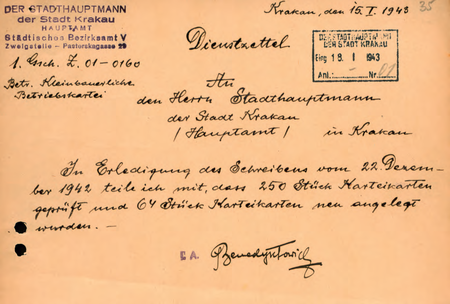 DER STADTHAUPTMANN
der Stadt Krakau
HAUPTAMT
Städtisches Bezirksamt V
Zweigstelle - Pastorskagasse 29
Krakau, den 15. I. 1943
35
Dienstzettel
DER STADTHAUPTMANN
DER STADT KRAKAU
Eing 18. I 1943
Anl.: Nr.
1. Gsch. Z. 01-0160
Betr. Kleinbäuerliche
Betriebskartei
An
den Herrn Stadthauptmann
der Stadt Krakau
/Hauptamt/ in Krakau
In Erledigung des Schreibens vom 22. Dezem-
ber 1942 teile ich mit, dass 250 Stück Karteikarten
geprüft und 64 Stück Karteikarten neu angelegt
wurden. -